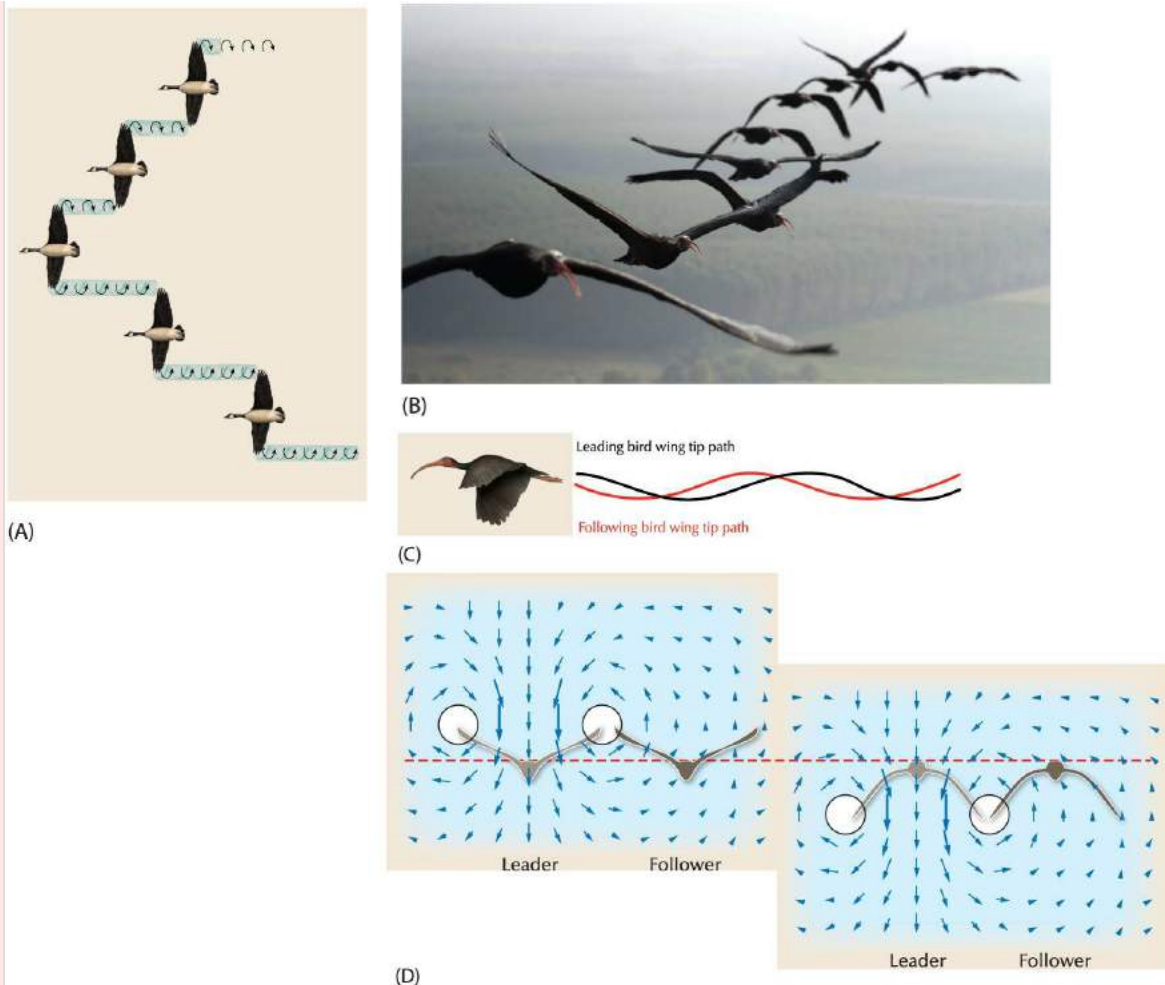 (A)
(B)
Leading bird wing tip path
Following bird wing tip path
(C)
Leader Follower
Leader Follower
(D)